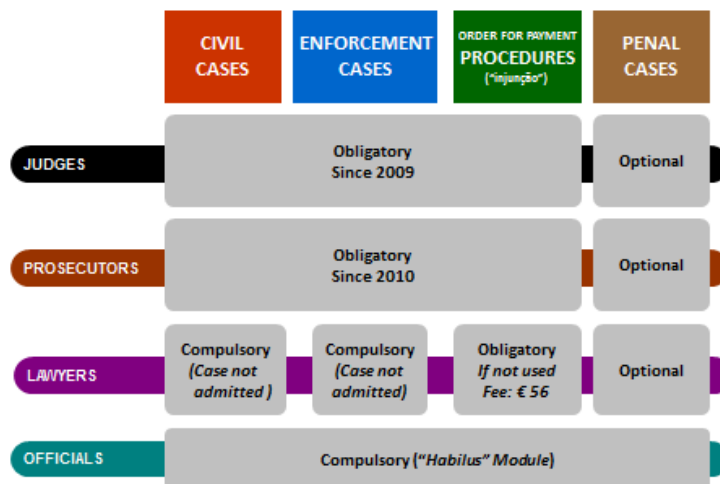 CIVIL
CASES
ENFORCEMENT
CASES
ORDER FOR PAYMENT
PROCEDURES
("injunção")
PENAL
CASES
JUDGES
Obligatory
Since 2009
Optional
PROSECUTORS
Obligatory
Since 2010
Optional
LAWYERS
Compulsory
(Case not
admitted )
Compulsory
(Case not
admitted)
Obligatory
If not used
Fee: € 56
Optional
OFFICIALS
Compulsory ("Habilus" Module)